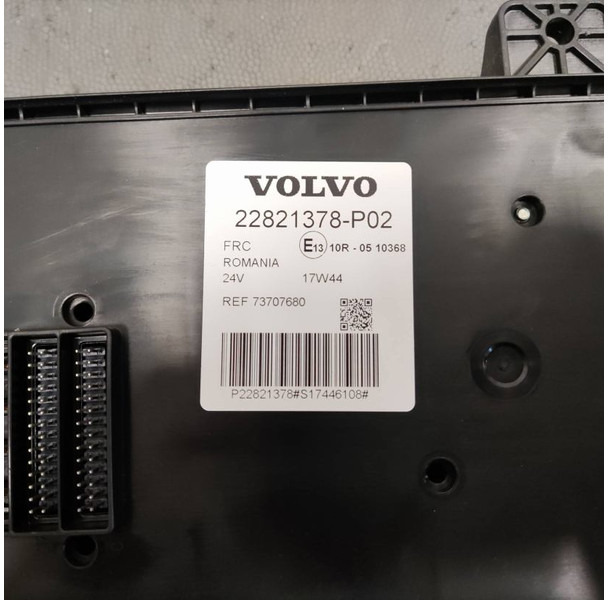 VOLVO
22821378-P02
FRC E13 10R - 05 10368
ROMANIA
24V 17W44
REF 73707680
P22821378#S17446108#